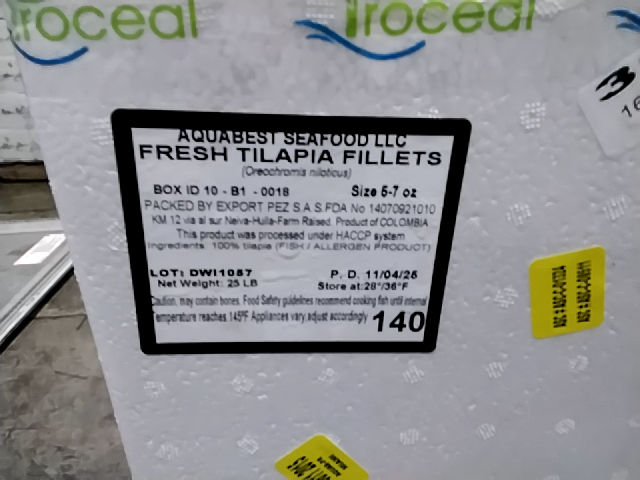 roceal
Iroceal
3
16
AQUABEST SEAFOOD LLC
FRESH TILAPIA FILLETS
(Oreochromis niloticus)
BOX ID 10 - B1 - 0018 Size 5-7 oz
PACKED BY EXPORT PEZ S.A.S.FDA No 14070921010
KM 12 via al sur Neiva-Huila-Farm Raised. Product of COLOMBIA
This product was processed under HACCP system
Ingredients: 100% tilapia (FISH / ALLERGEN PRODUCT)
LOT: DWI1087 P. D. 11/04/25
Net Weight: 25 LB Store at:28°/36°F
Caution, may contain bones. Food Safety guidelines recommend cooking fish until internal
Temperature reaches 145ºF Appliances vary,adjust accordingly 140